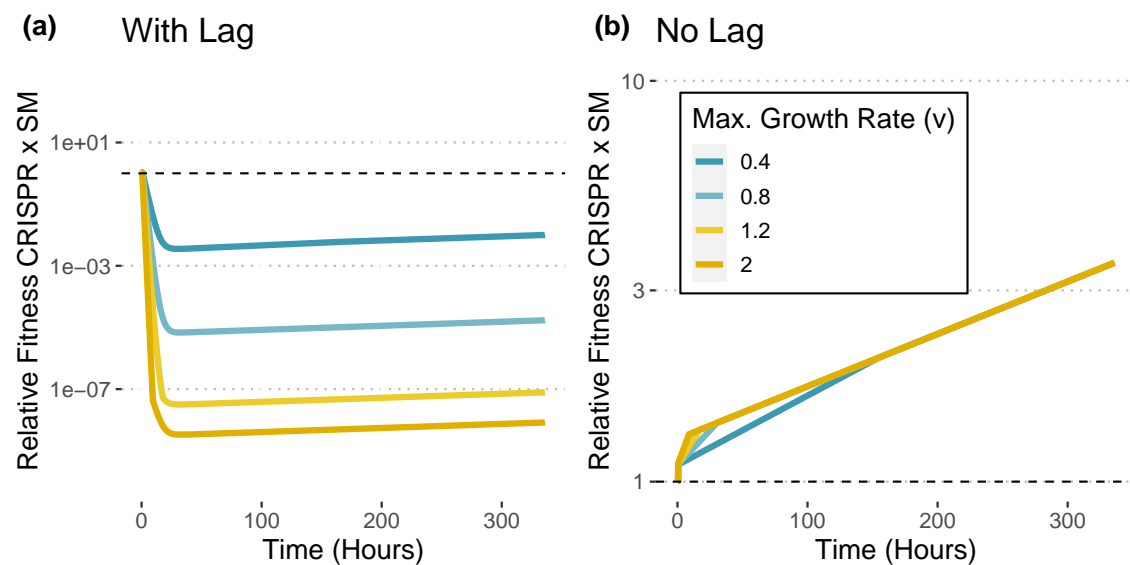 (a) With Lag
Relative Fitness CRISPR x SM
1e+01
1e−03
1e−07
0 100 200 300
Time (Hours)
(b) No Lag
Relative Fitness CRISPR x SM
10
3
1
Max. Growth Rate (v)
0.4
0.8
1.2
2
0 100 200 300
Time (Hours)